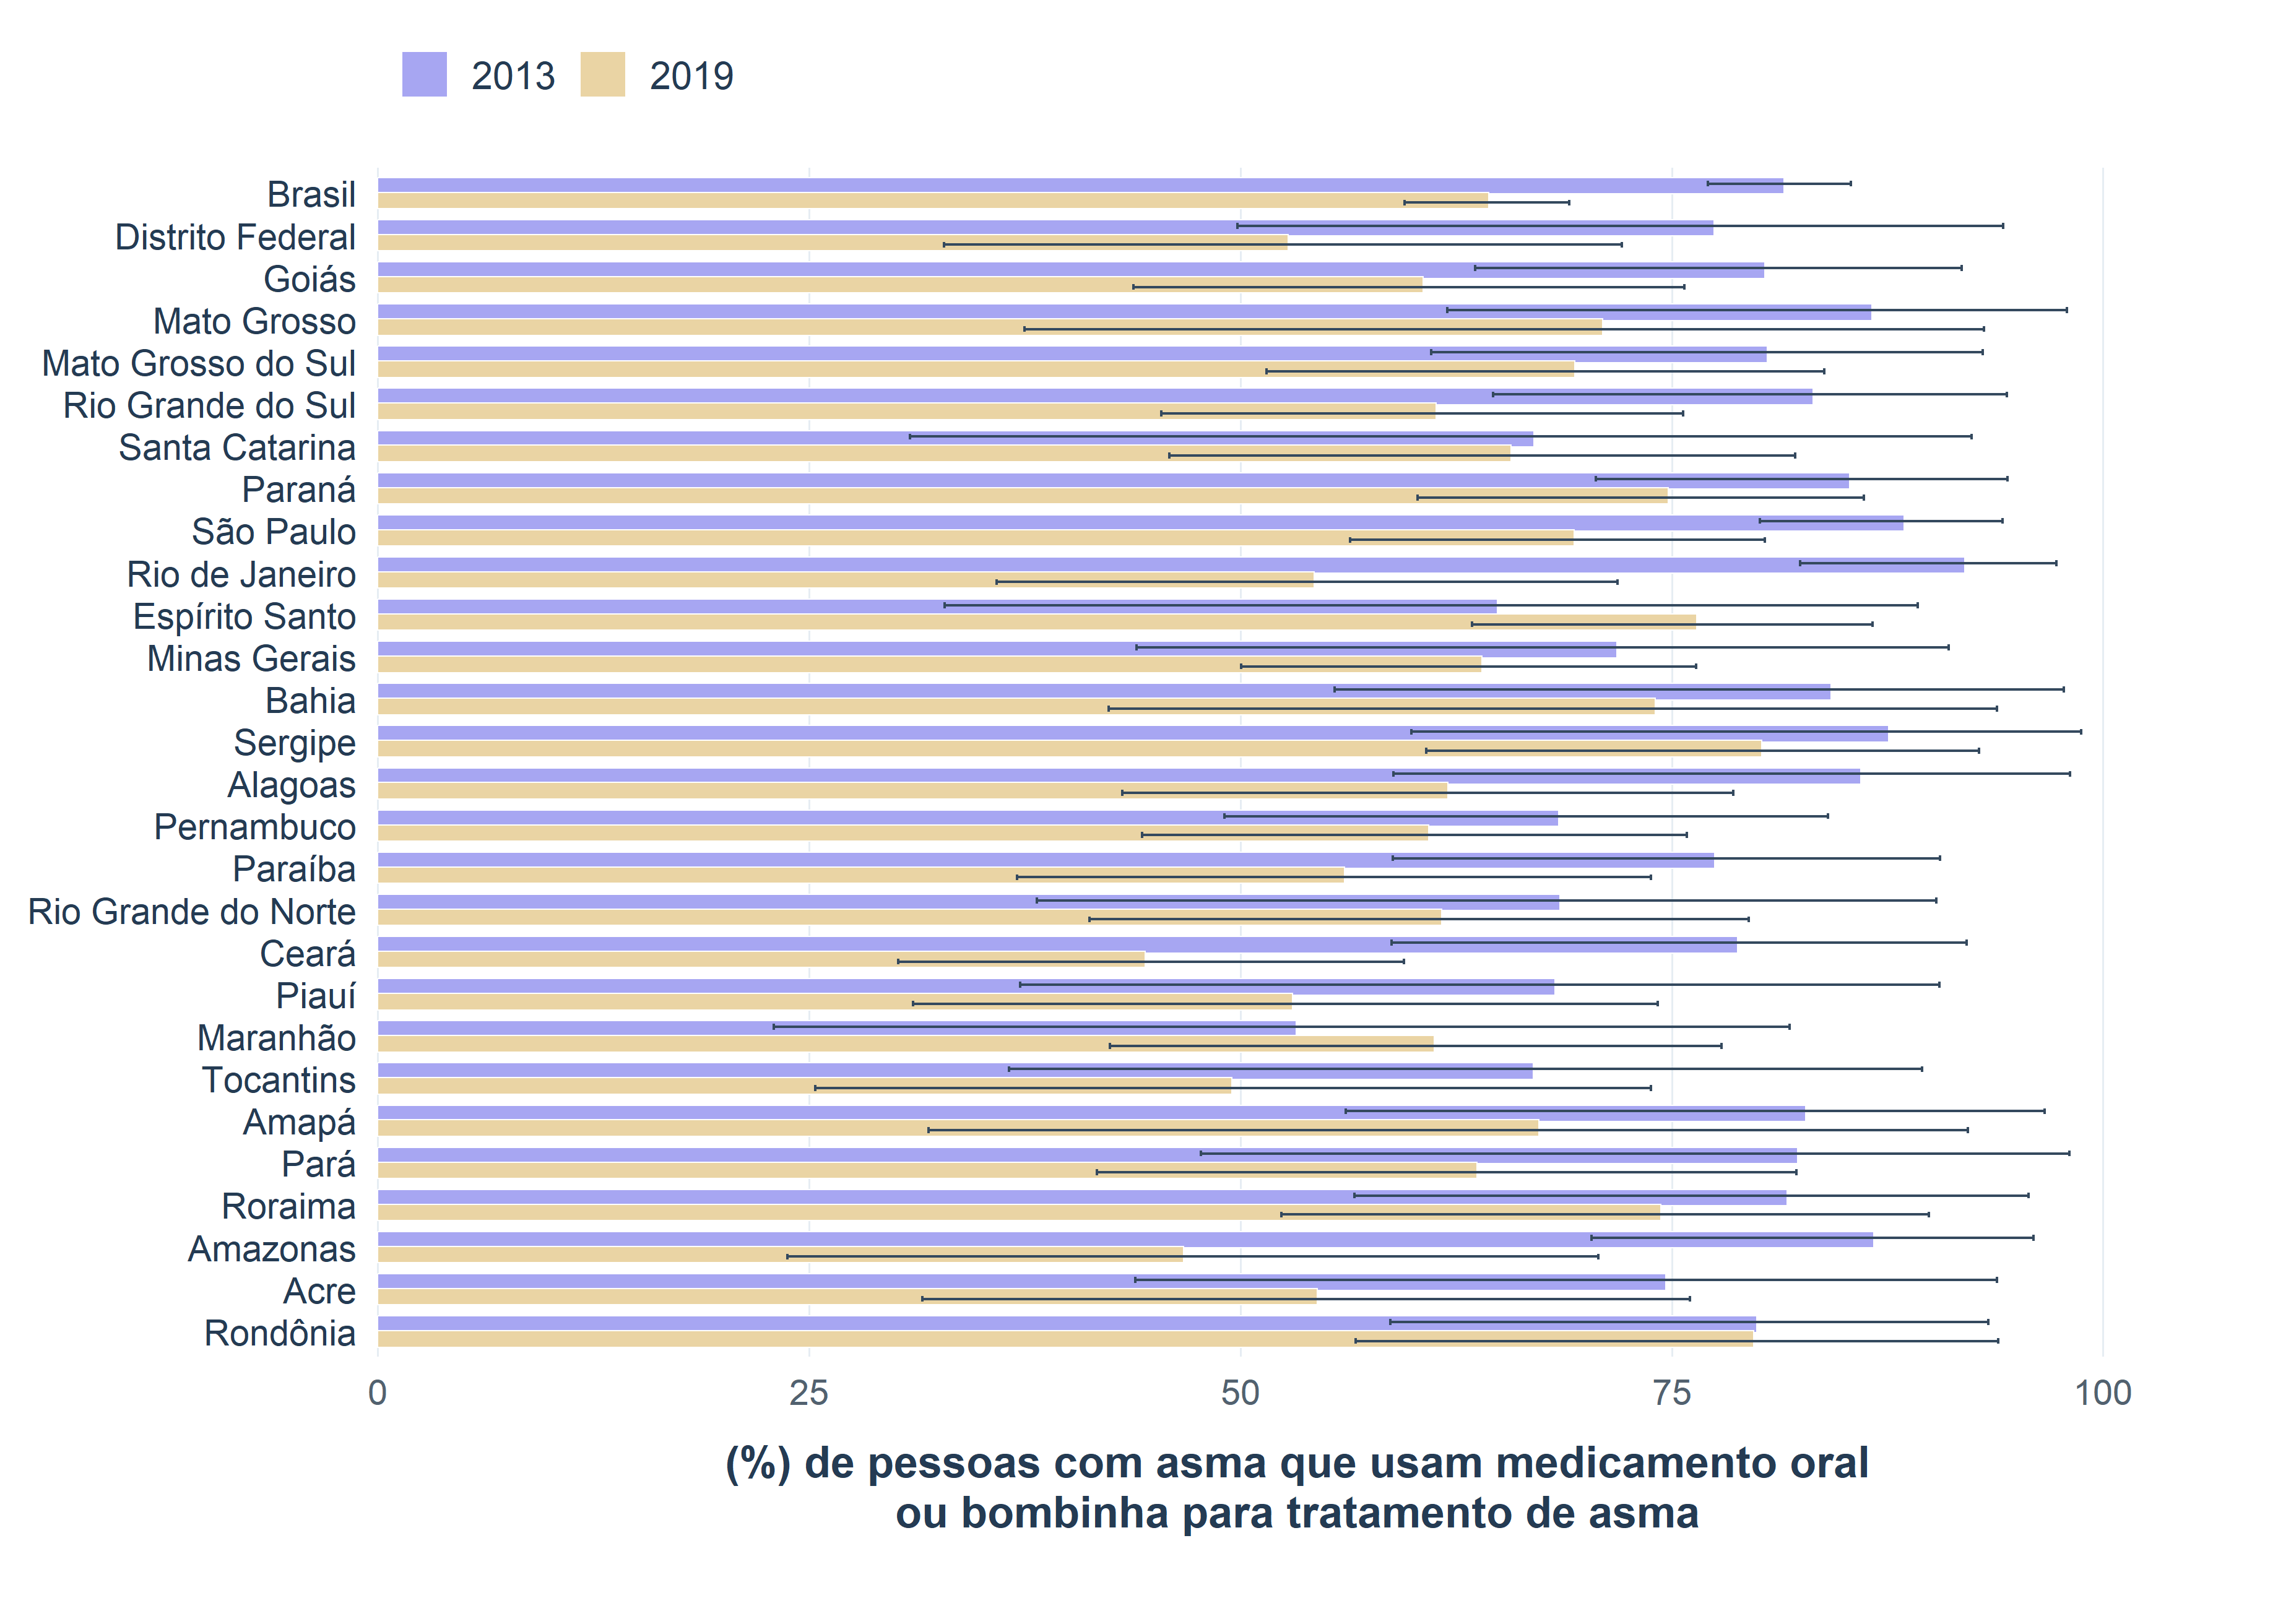 2013 2019
Brasil
Distrito Federal
Goiás
Mato Grosso
Mato Grosso do Sul
Rio Grande do Sul
Santa Catarina
Paraná
São Paulo
Rio de Janeiro
Espírito Santo
Minas Gerais
Bahia
Sergipe
Alagoas
Pernambuco
Paraíba
Rio Grande do Norte
Ceará
Piauí
Maranhão
Tocantins
Amapá
Pará
Roraima
Amazonas
Acre
Rondônia
0 25 50 75 100
(%) de pessoas com asma que usam medicamento oral
ou bombinha para tratamento de asma